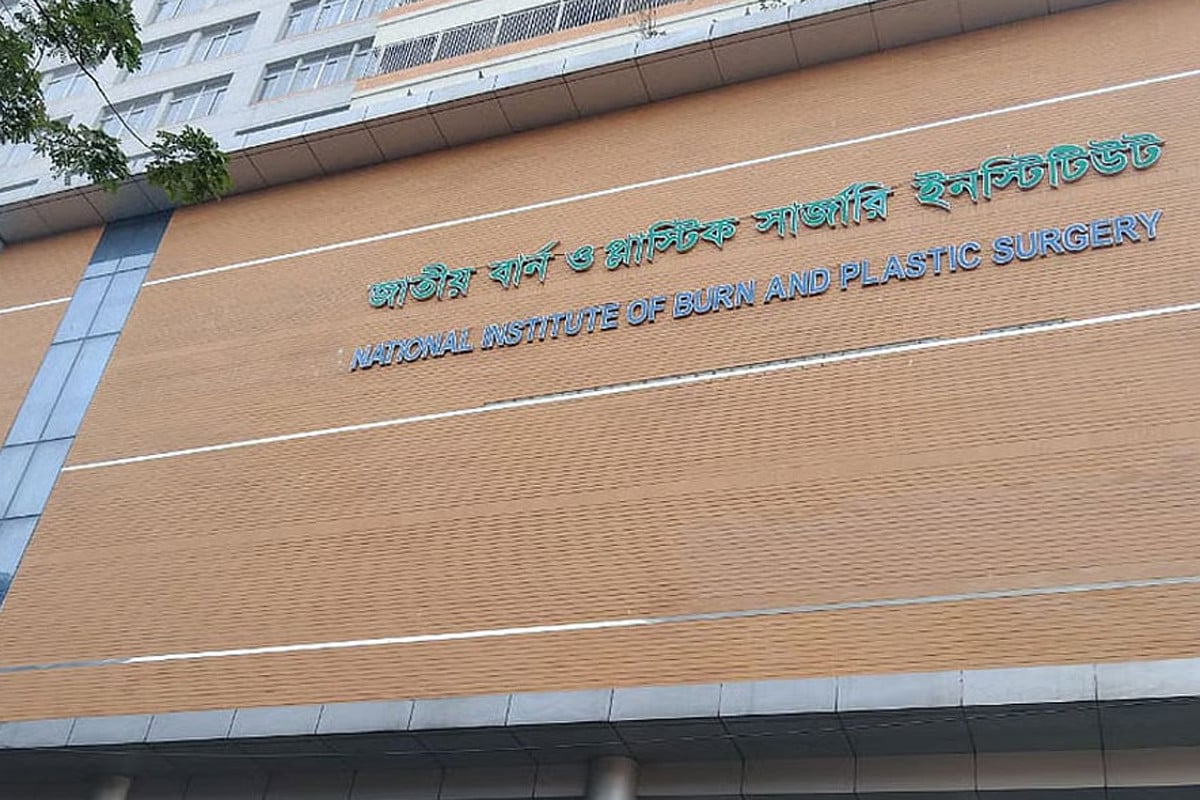 জাতীয় বার্ন ও প্লাস্টিক সার্জারি ইনস্টিটিউট
NATIONAL INSTITUTE OF BURN AND PLASTIC SURGERY